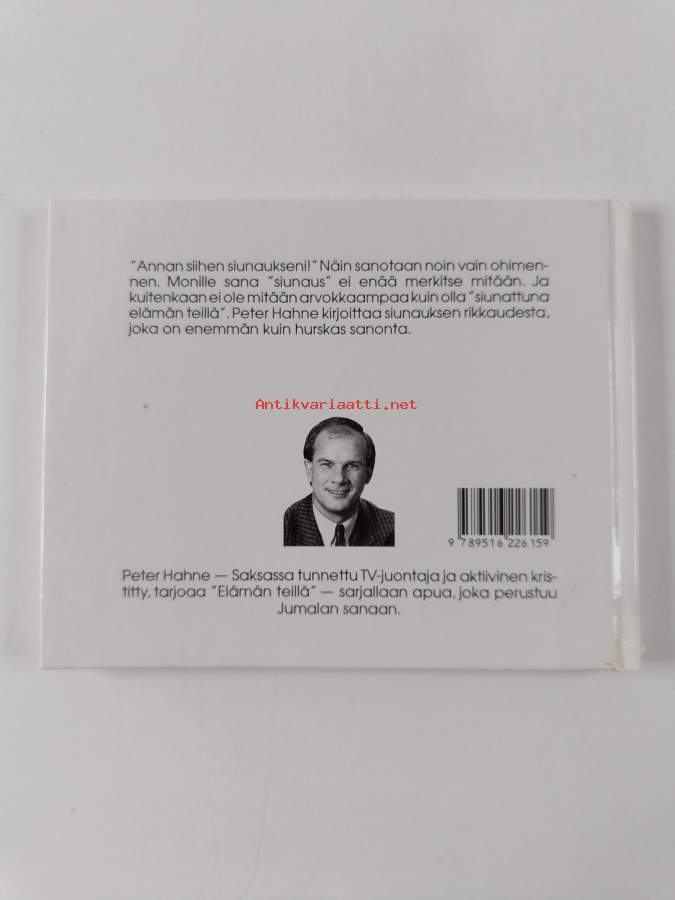 "Annan siihen siunaukseni!" Näin sanotaan noin vain ohimen-
nen. Monille sana "siunaus" ei enää merkitse mitään. Ja
kuitenkaan ei ole mitään arvokkaampaa kuin olla "siunattuna
elämän teillä". Peter Hahne kirjoittaa siunauksen rikkaudesta,
joka on enemmän kuin hurskas sanonta.
Antikvariaatti.net
9 789516 226159
Peter Hahne — Saksassa tunnettu TV-juontaja ja aktiivinen kris-
titty, tarjoaa "Elämän teillä" — sarjallaan apua, joka perustuu
Jumalan sanaan.